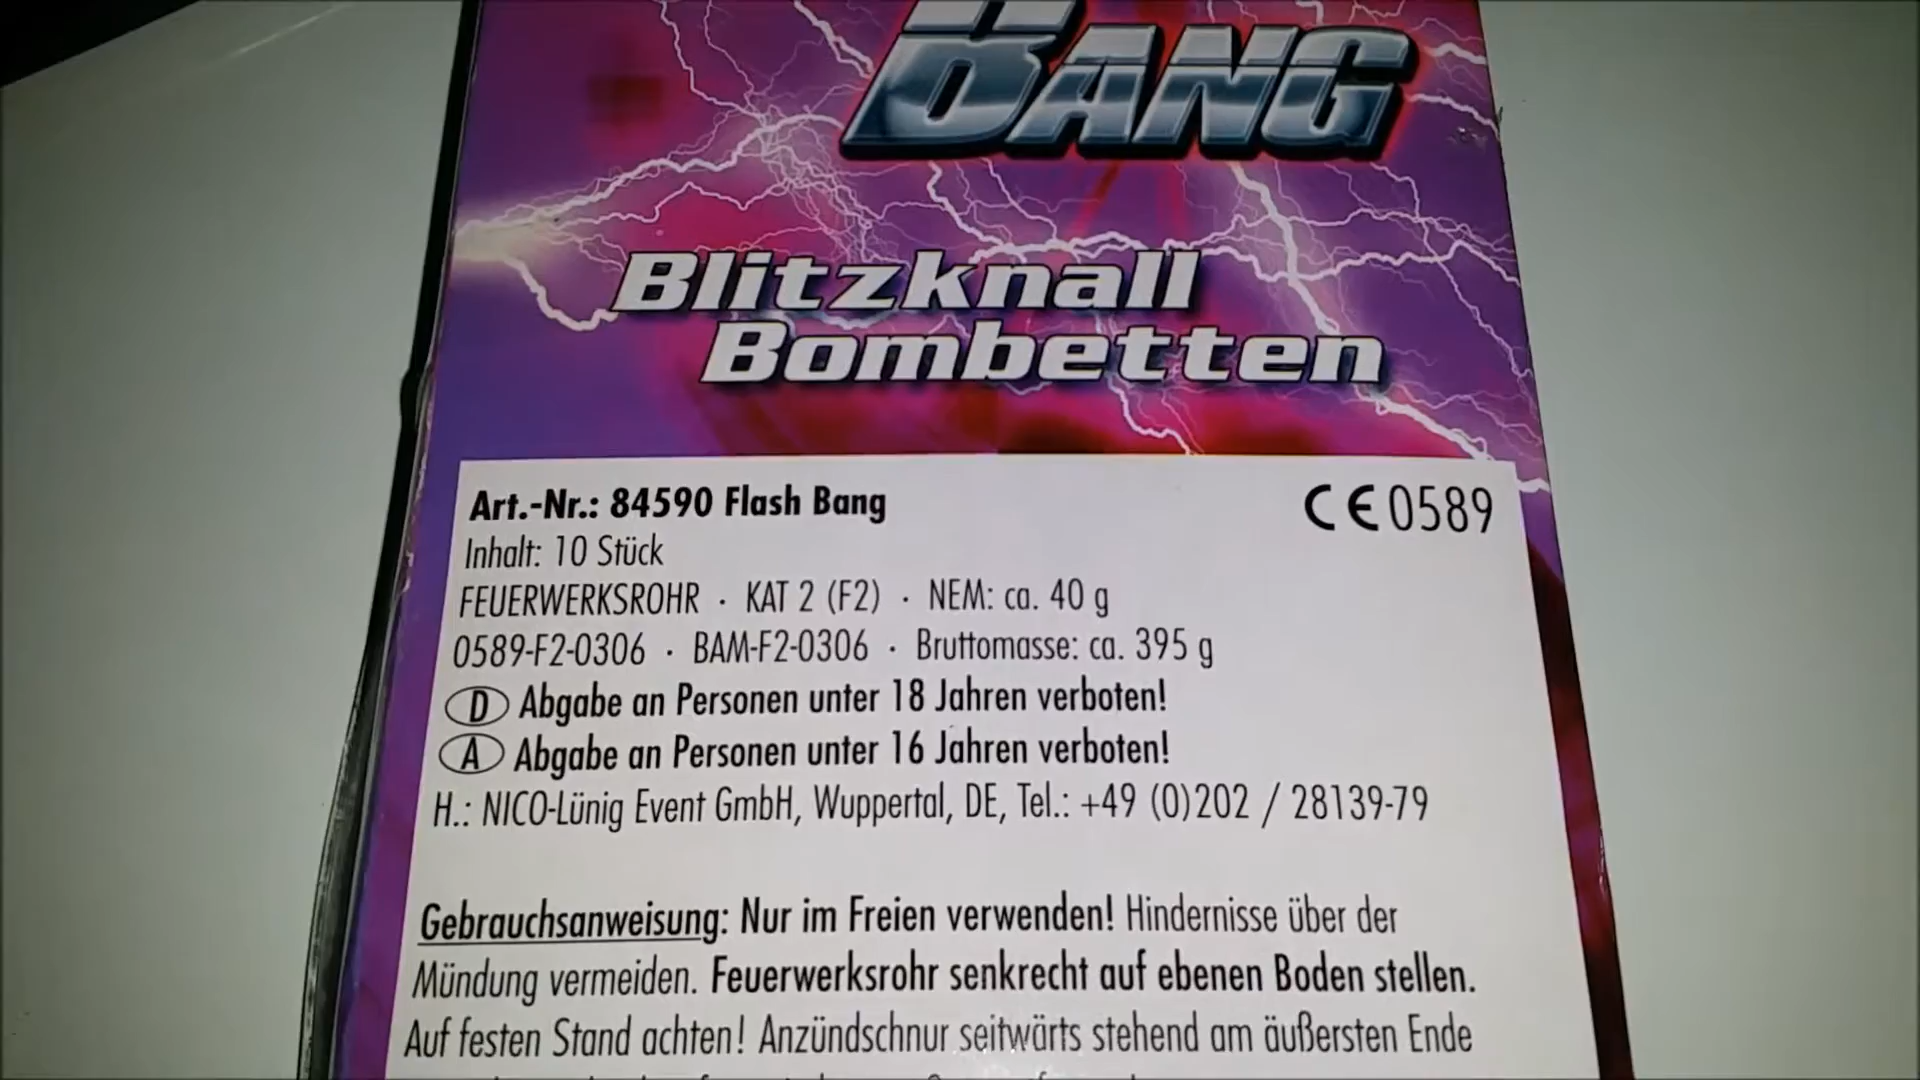 BANG
Blitzknall
Bombetten
Art.-Nr.: 84590 Flash Bang
CE0589
Inhalt: 10 Stück
FEUERWERKSROHR · KAT 2 (F2) · NEM: ca. 40 g
0589-F2-0306 · BAM-F2-0306 · Bruttomasse: ca. 395 g
D Abgabe an Personen unter 18 Jahren verboten!
A Abgabe an Personen unter 16 Jahren verboten!
H.: NICO-Lünig Event GmbH, Wuppertal, DE, Tel.: +49 (0)202 / 28139-79
Gebrauchsanweisung: Nur im Freien verwenden! Hindernisse über der
Mündung vermeiden. Feuerwerksrohr senkrecht auf ebenen Boden stellen.
Auf festen Stand achten! Anzündschnur seitwärts stehend am äußersten Ende